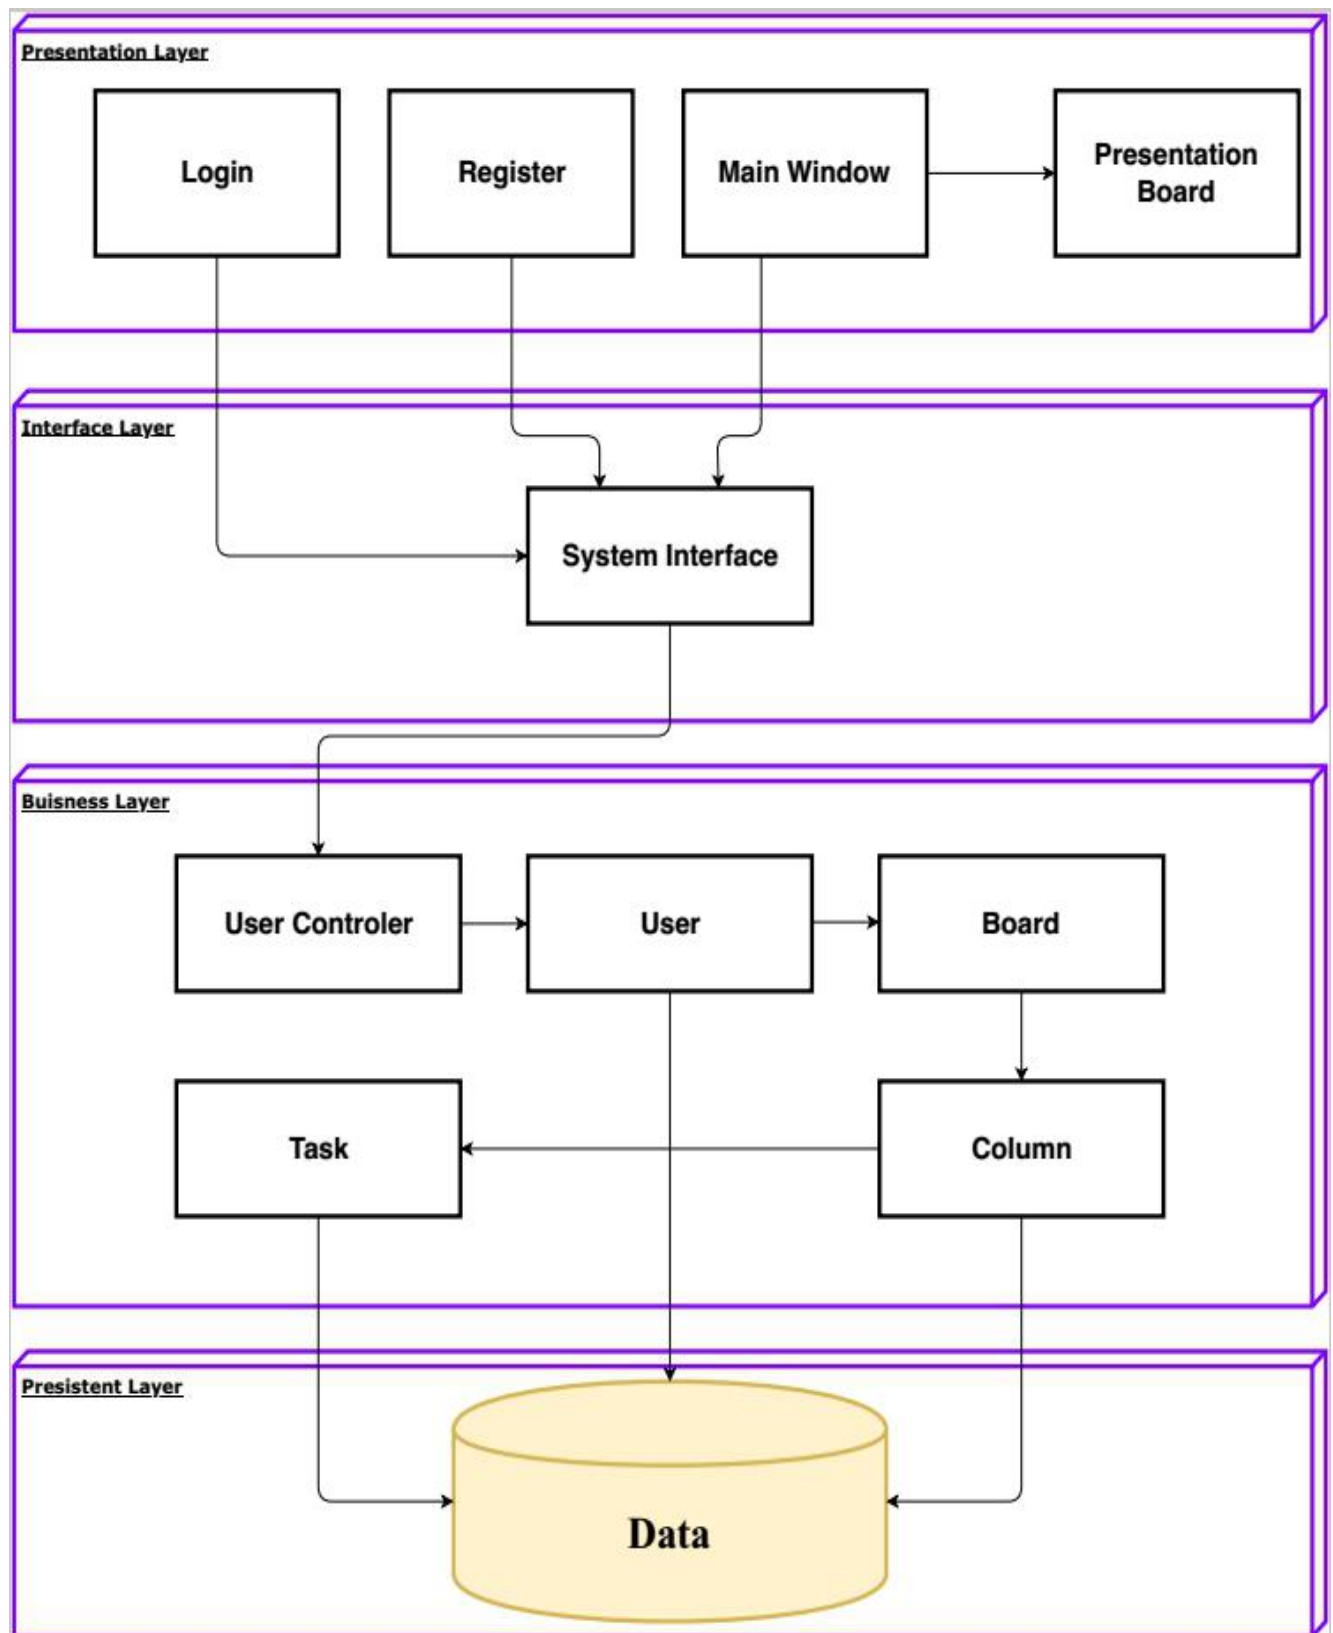 Presentation Layer
Login
Register
Main Window
Presentation
Board
Interface Layer
System Interface
Buisness Layer
User Controler
User
Board
Task
Column
Presistent Layer
Data